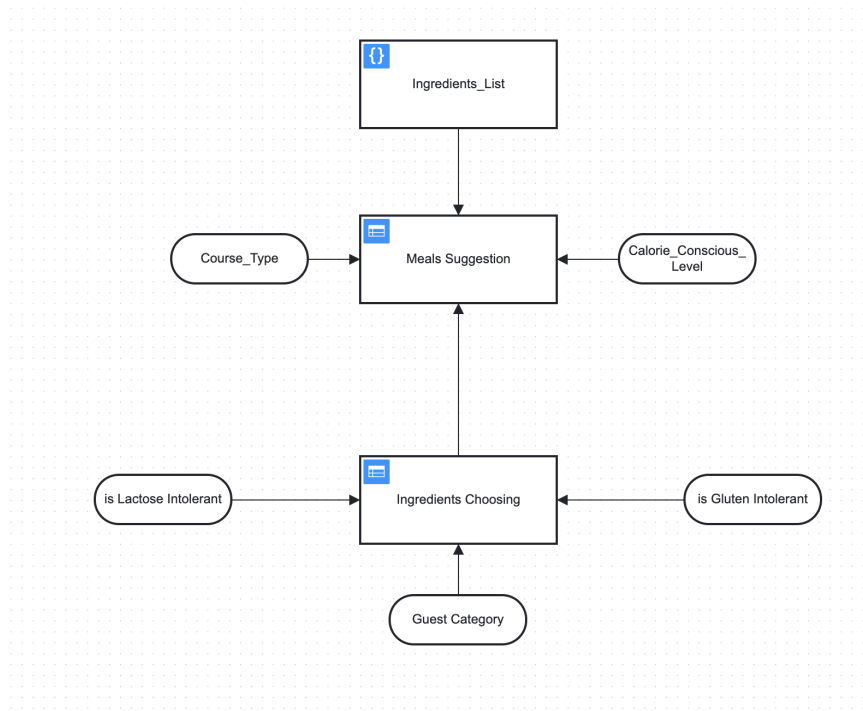 {}
Ingredients_List
Course_Type
Meals Suggestion
Calorie_Conscious_
Level
is Lactose Intolerant
Ingredients Choosing
is Gluten Intolerant
Guest Category